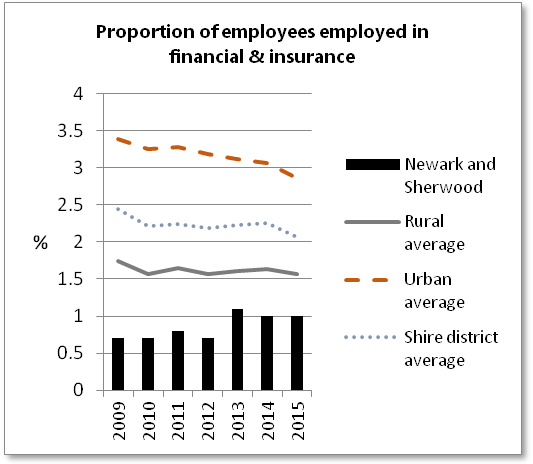 Proportion of employees employed in
financial & insurance
4
3.5
3
2.5
2
1.5
1
0.5
0
%
2009
2010
2011
2012
2013
2014
2015
Newark and
Sherwood
Rural
average
Urban
average
Shire district
average